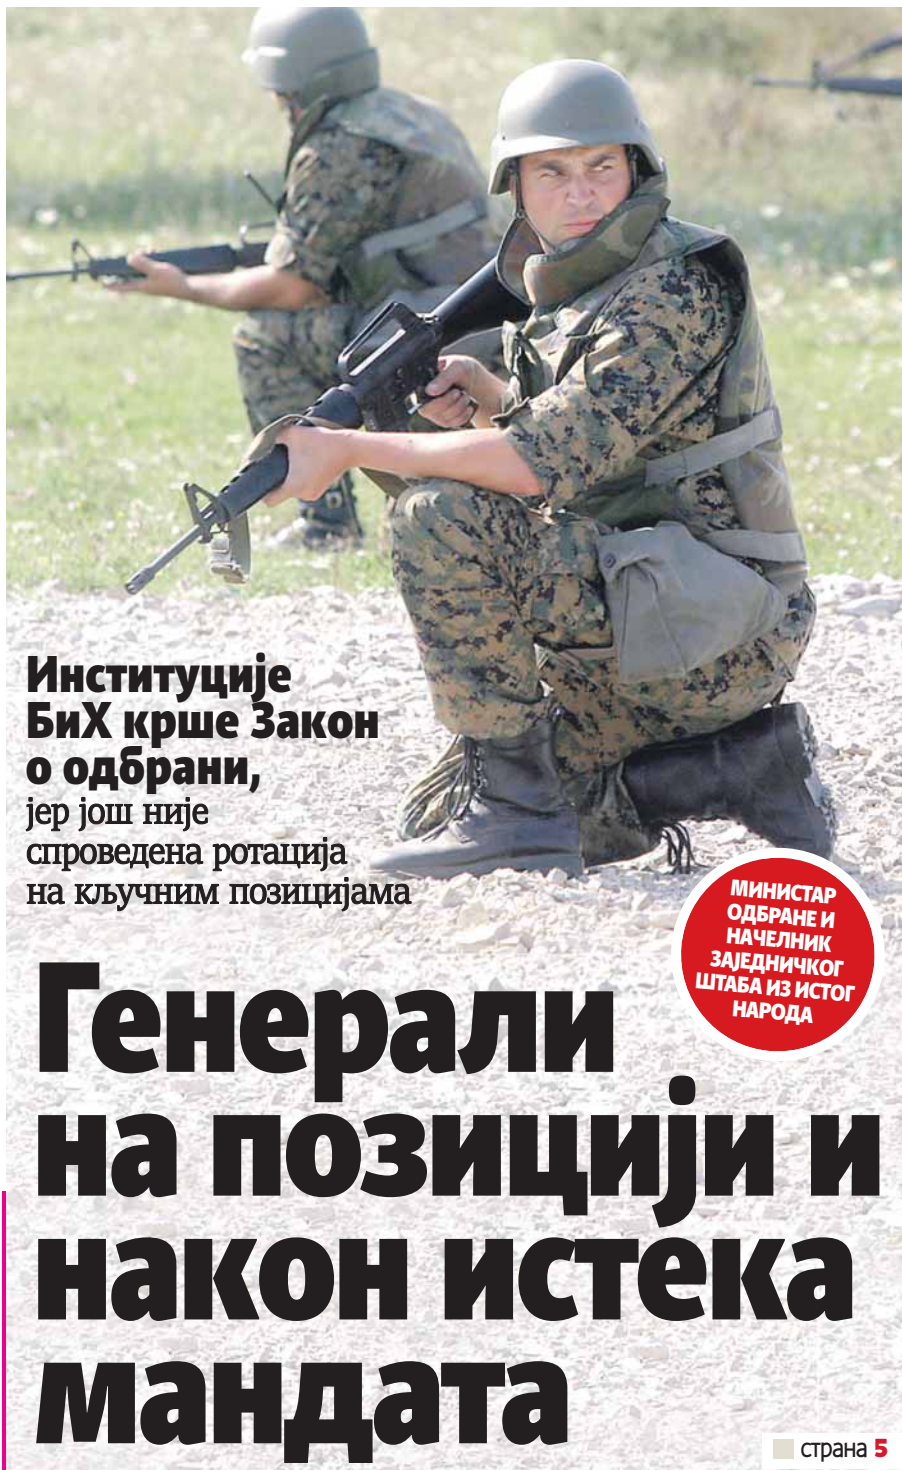 Институције
БиХ крше Закон
о одбрани,
јер још није
спроведена ротација
на кључним позицијама
МИНИСТАР
ОДБРАНЕ И
НАЧЕЛНИК
ЗАЈЕДНИЧКОГ
ШТАБА ИЗ ИСТОГ
НАРОДА
Генерали
на позицији и
након истека
мандата
страна 5